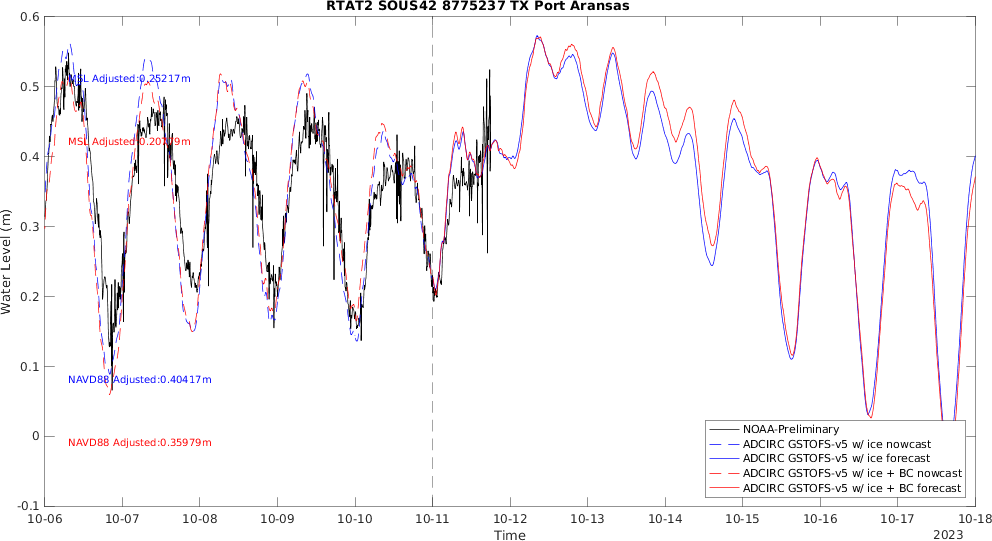 RTAT2 SOUS42 8775237 TX Port Aransas
0.6
0.5
0.4
0.3
0.2
0.1
0
-0.1
Water Level (m)
MSL Adjusted:0.25217m
MSL Adjusted:0.20779m
NAVD88 Adjusted:0.40417m
NAVD88 Adjusted:0.35979m
NOAA-Preliminary
ADCIRC GSTOFS-v5 w/ ice nowcast
ADCIRC GSTOFS-v5 w/ ice forecast
ADCIRC GSTOFS-v5 w/ ice + BC nowcast
ADCIRC GSTOFS-v5 w/ ice + BC forecast
10-06 10-07 10-08 10-09 10-10 10-11 10-12 10-13 10-14 10-15 10-16 10-17 10-18
Time
2023